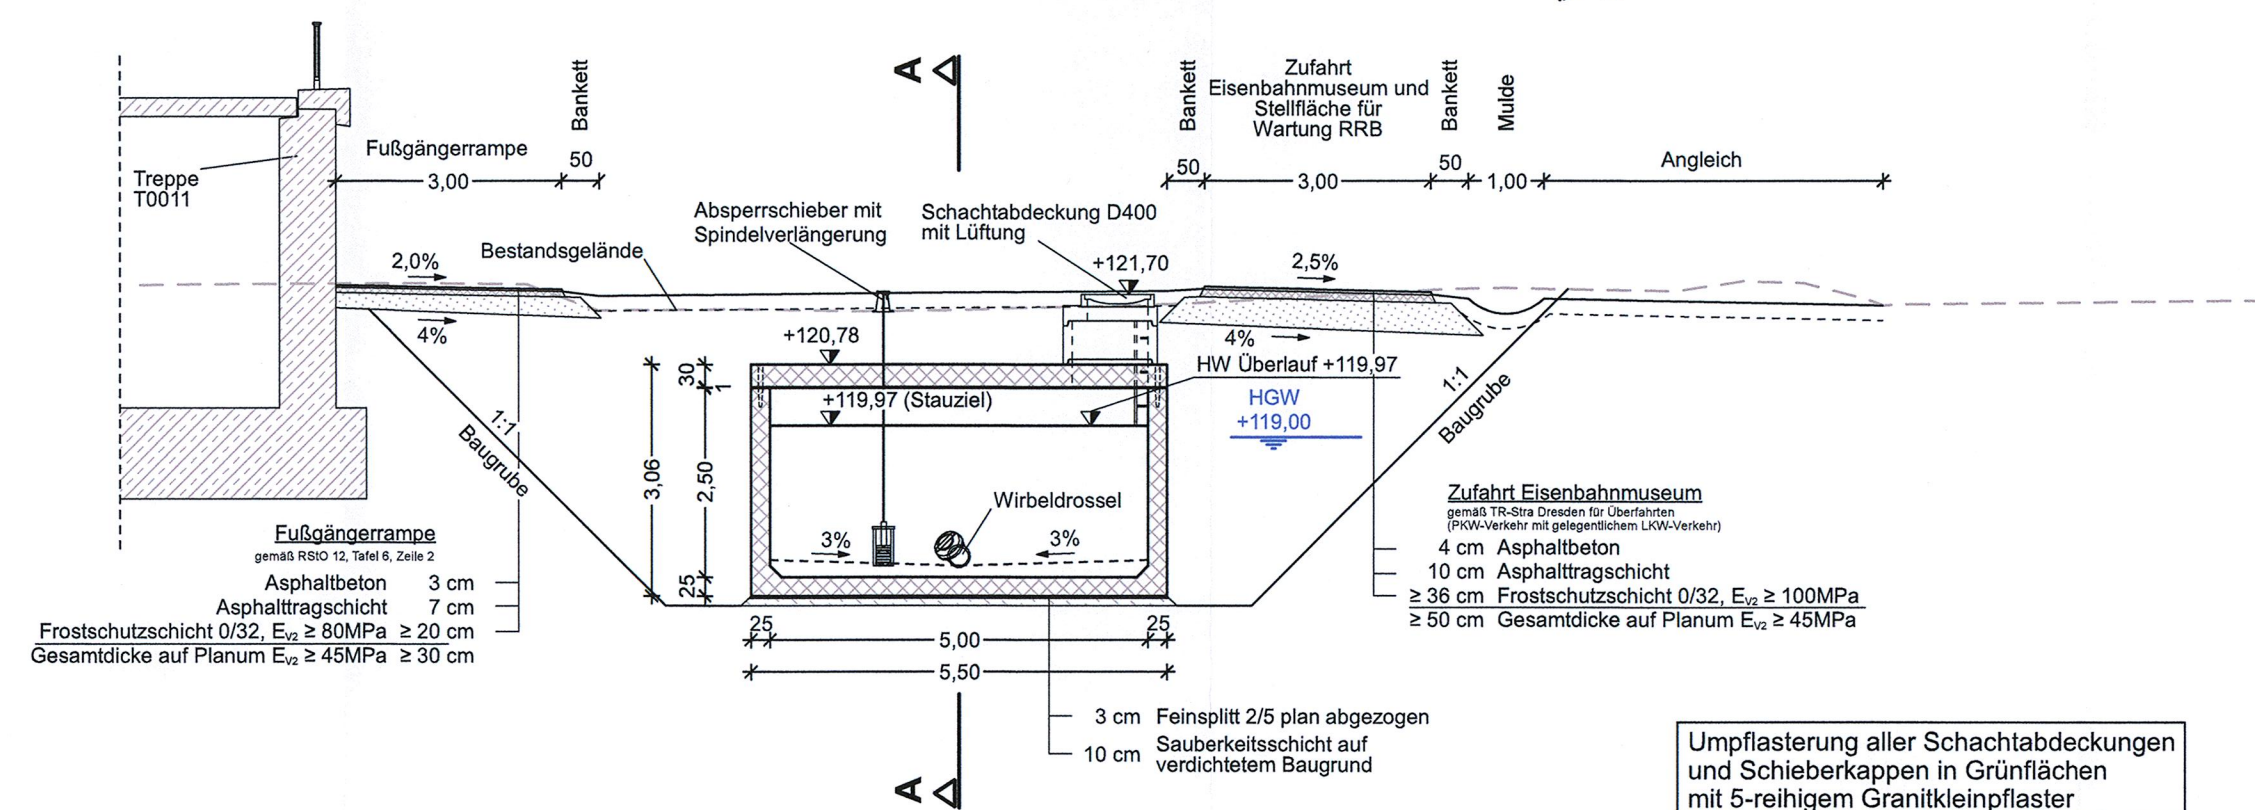 A
Bankett
Bankett
Zufahrt
Eisenbahnmuseum und
Stellfläche für
Wartung RRB
Bankett
Mulde
Treppe
T0011
Fußgängerrampe
3,00
50
50
3,00
50
1,00
Angleich
Absperrschieber mit
Spindelverlängerung
Schachtabdeckung D400
mit Lüftung
Bestandsgelände
2,0%
+121,70
2,5%
4%
+120,78
4%
HW Überlauf +119,97
30
1
+119,97 (Stauziel)
HGW
+119,00
1:1
Baugrube
1:1
Baugrube
3,06
2,50
25
Wirbeldrossel
3%
3%
25
5,00
25
5,50
Fußgängerrampe
gemäß RStO 12, Tafel 6, Zeile 2
Asphaltbeton 3 cm
Asphalttragschicht 7 cm
Frostschutzschicht 0/32, Ev2 ≥ 80MPa ≥ 20 cm
Gesamtdicke auf Planum Ev2 ≥ 45MPa ≥ 30 cm
Zufahrt Eisenbahnmuseum
gemäß TR-Stra Dresden für Überfahrten
(PKW-Verkehr mit gelegentlichem LKW-Verkehr)
4 cm Asphaltbeton
10 cm Asphalttragschicht
≥ 36 cm Frostschutzschicht 0/32, Ev2 ≥ 100MPa
≥ 50 cm Gesamtdicke auf Planum Ev2 ≥ 45MPa
3 cm Feinsplitt 2/5 plan abgezogen
10 cm Sauberkeitsschicht auf
verdichtetem Baugrund
A
Umpflasterung aller Schachtabdeckungen
und Schieberkappen in Grünflächen
mit 5-reihigem Granitkleinpflaster